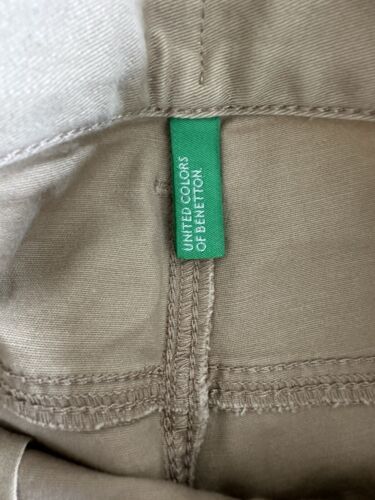 UNITED COLORS
OF BENETTON.